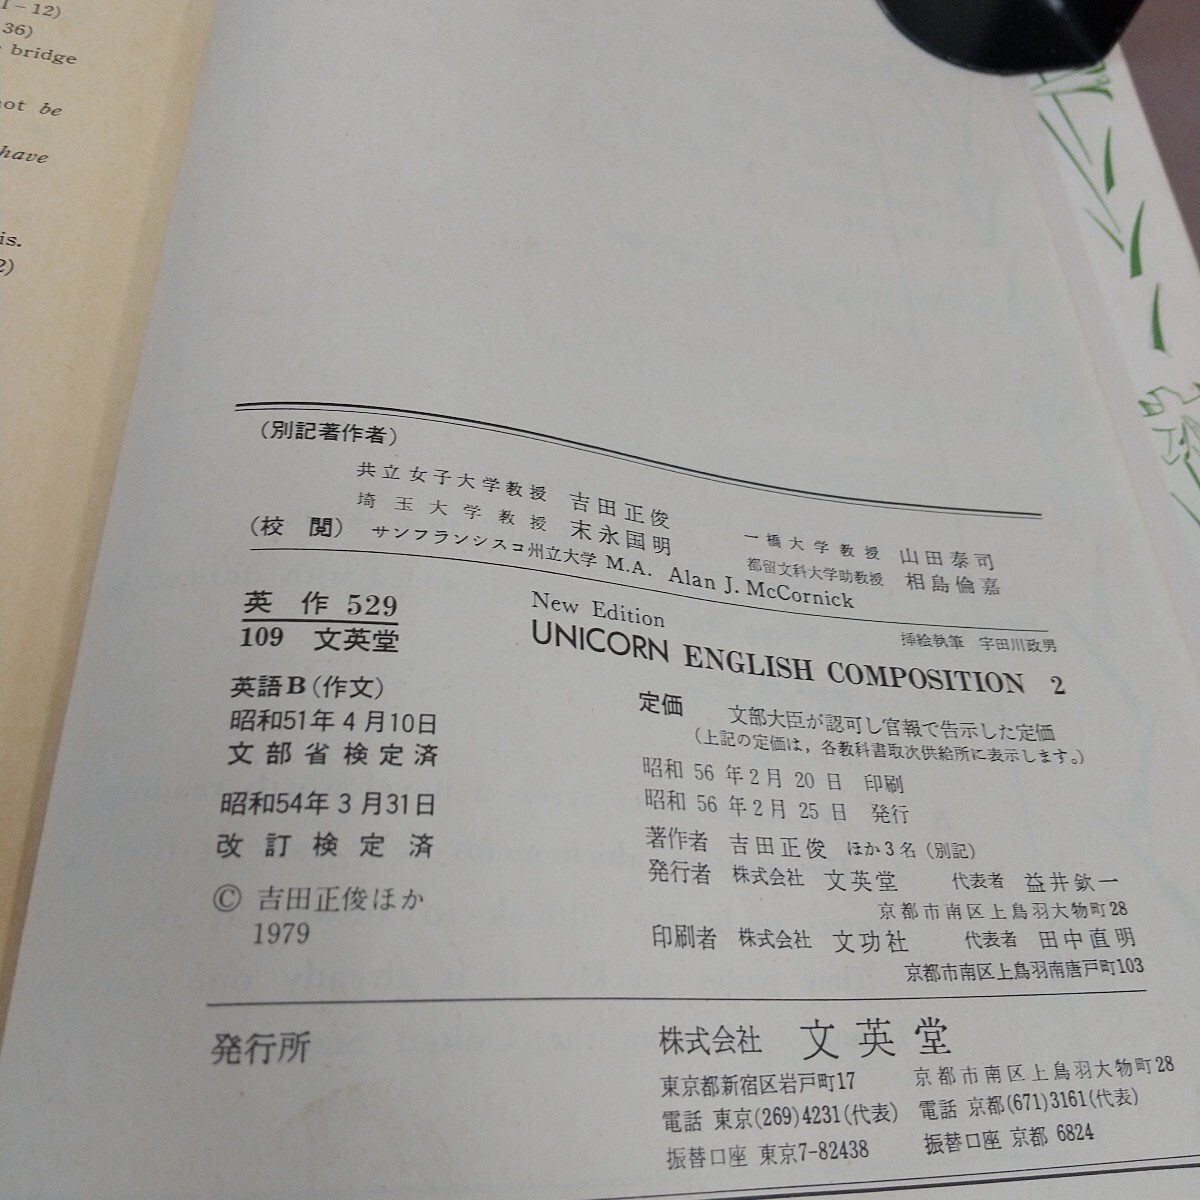 1-12)
36)
bridge
not be
have
is.
2)
(別記著作者)
共立女子大学教授 吉田正俊
埼玉大学教授 末永国明
一橋大学教授 山田泰司
都留文科大学助教授 相島倫嘉
(校閲) サンフランシスコ州立大学 M.A. Alan J. McCornick
挿絵執筆 宇田川政男
英作 529
109 文英堂
New Edition
UNICORN ENGLISH COMPOSITION 2
英語B(作文)
昭和51年4月10日
文部省検定済
昭和54年3月31日
改訂検定済
© 吉田正俊ほか
1979
定価 文部大臣が認可し官報で告示した定価
(上記の定価は,各教科書取次供給所に表示します。)
昭和 56年2月20日 印刷
昭和 56年2月25日 発行
著作者 吉田正俊 ほか3名(別記)
発行者 株式会社 文英堂 代表者 益井欽一
京都市南区上鳥羽大物町28
印刷者 株式会社 文功社 代表者 田中直明
京都市南区上鳥羽南唐戸町103
発行所 株式会社 文英堂
東京都新宿区岩戸町17 京都市南区上鳥羽大物町28
電話 東京(269)4231(代表) 電話 京都(671)3161(代表)
振替口座 東京7-82438 振替口座 京都 6824